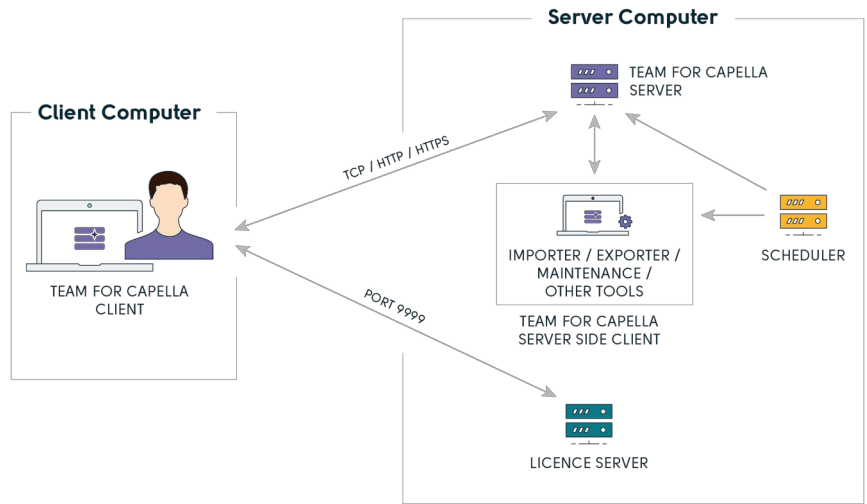 Server Computer
TEAM FOR CAPELLA
SERVER
Client Computer
TCP / HTTP / HTTPS
IMPORTER / EXPORTER /
MAINTENANCE /
OTHER TOOLS
SCHEDULER
TEAM FOR CAPELLA
CLIENT
PORT 9999
TEAM FOR CAPELLA
SERVER SIDE CLIENT
LICENCE SERVER